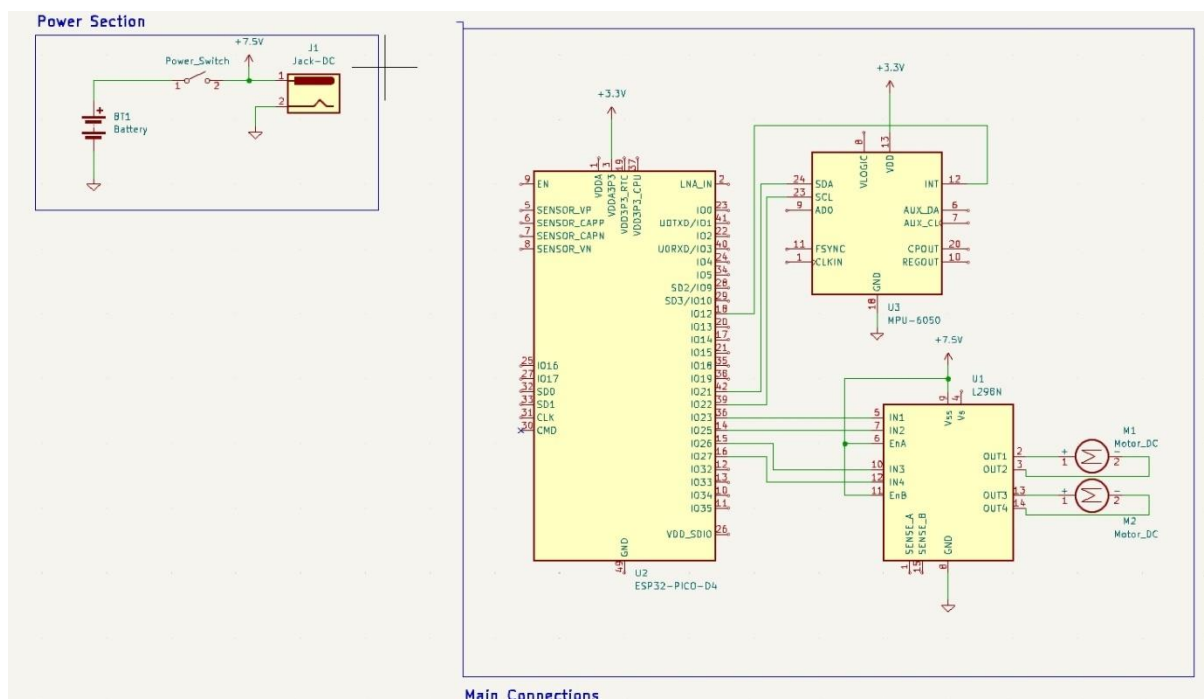 Power Section
+7.5V
J1
Jack-DC
Power_Switch
1
2
1
2
+
BT1
Battery
+3.3V
1
3
19
37
9
EN
VDDA
VDDA3P3
VDD3P3_RTC
VDD3P3_CPU
LNA_IN
2
5
SENSOR_VP
6
SENSOR_CAPP
7
SENSOR_CAPN
8
SENSOR_VN
IO0
23
U0TXD/IO1
41
IO2
22
U0RXD/IO3
40
IO4
24
IO5
34
SD2/IO9
28
SD3/IO10
29
IO12
18
IO13
20
IO14
17
IO15
21
IO18
35
IO19
38
IO21
42
IO22
39
IO23
36
IO25
14
IO26
15
IO27
16
IO32
12
IO33
13
IO34
10
IO35
11
VDD_SDIO
26
25
IO16
27
IO17
32
SD0
33
SD1
31
CLK
30
CMD
GND
49
U2
ESP32-PICO-D4
+3.3V
8
13
VLOGIC
VDD
24
SDA
23
SCL
9
AD0
11
FSYNC
1
CLKIN
INT
12
AUX_DA
6
AUX_CL
7
CPOUT
20
REGOUT
10
GND
18
U3
MPU-6050
+7.5V
U1
L298N
9
4
Vss
Vs
5
IN1
7
IN2
6
EnA
10
IN3
12
IN4
11
EnB
OUT1
2
OUT2
3
OUT3
13
OUT4
14
SENSE_A
SENSE_B
GND
1
15
8
M1
Motor_DC
+
-
1
2
+
-
1
2
M2
Motor_DC
Main Connections